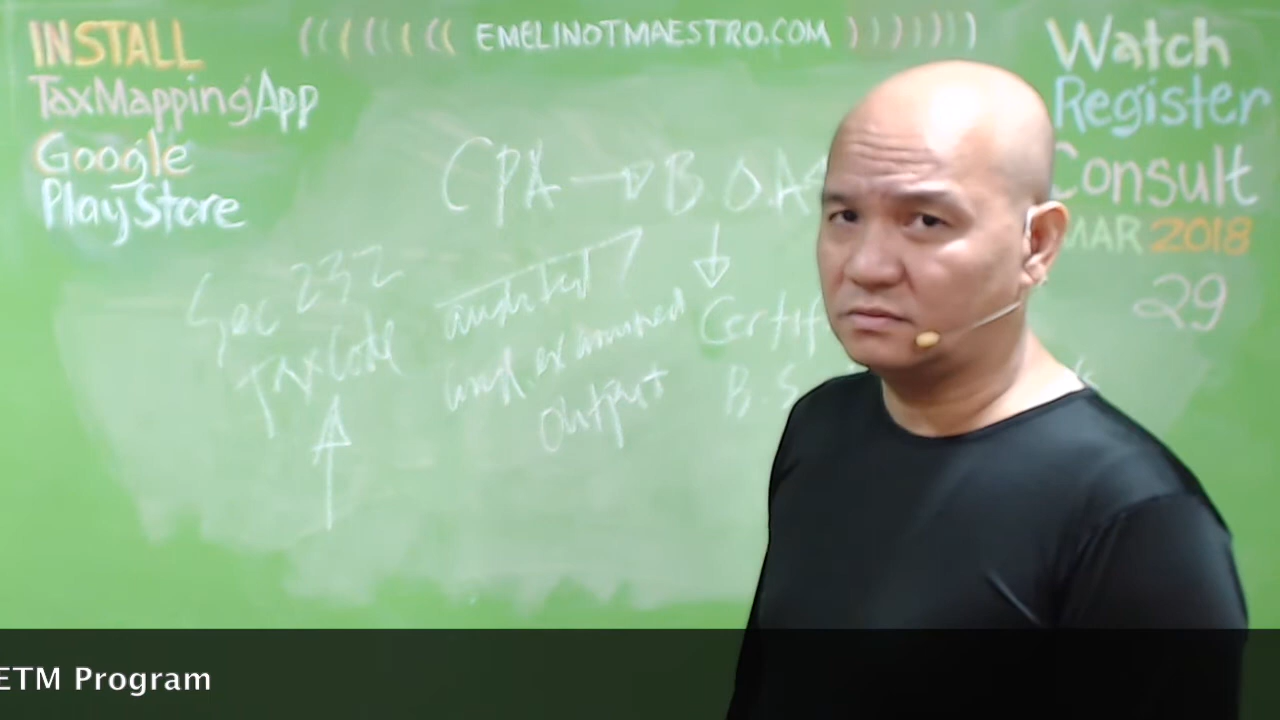 INSTALL
TaxMappingApp
Google
PlayStore
EMELINOTMAESTRO.COM
Watch
Register
Consult
MAR 2018
29
CPA → B.O.A
Sec 232
Tax Code
audited
and examined
output
Certif
B.S
ETM Program